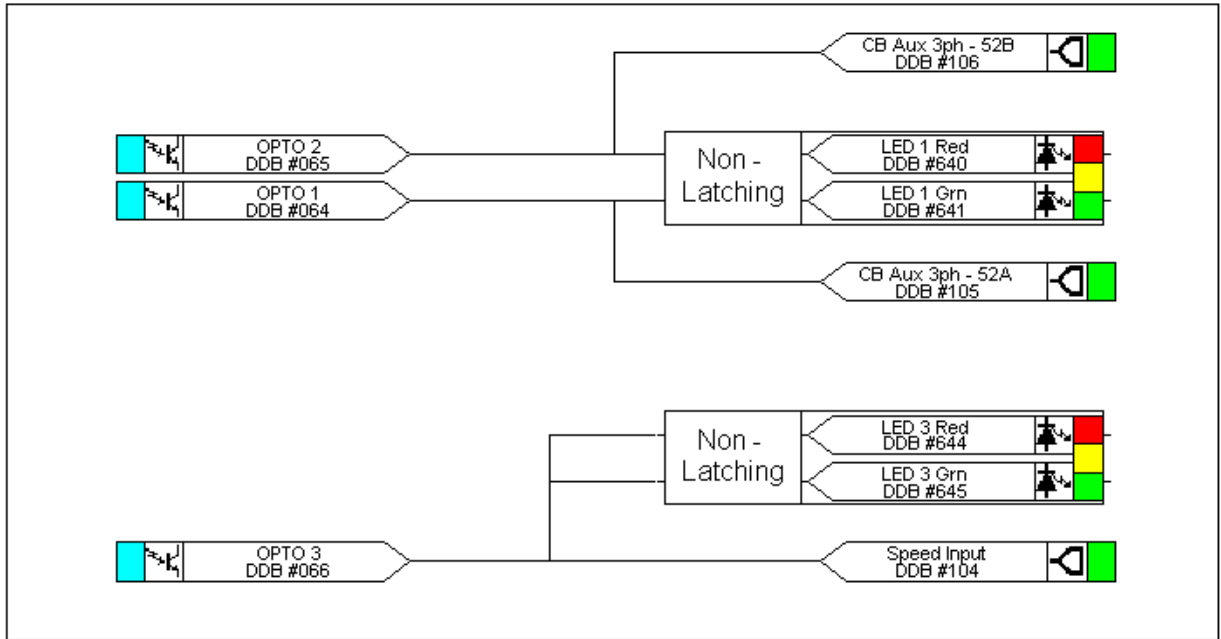 CB Aux 3ph - 52B
DDB #106
OPTO 2
DDB #065
Non -
Latching
LED 1 Red
DDB #640
OPTO 1
DDB #064
LED 1 Grn
DDB #641
CB Aux 3ph - 52A
DDB #105
Non -
Latching
LED 3 Red
DDB #644
LED 3 Grn
DDB #645
OPTO 3
DDB #066
Speed Input
DDB #104